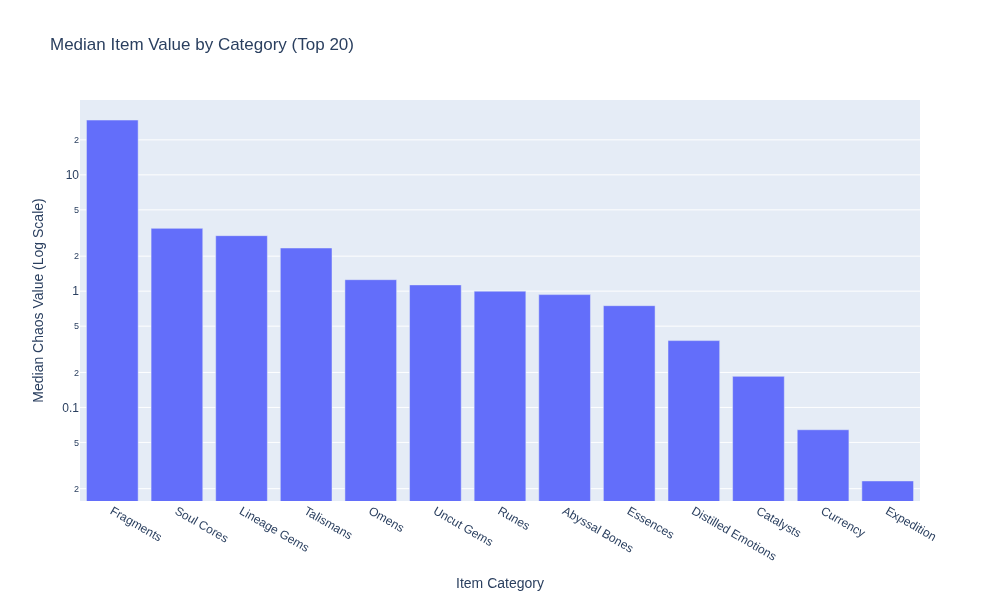 Median Item Value by Category (Top 20)
Median Chaos Value (Log Scale)
2
10
5
2
1
5
2
0.1
5
2
Fragments
Soul Cores
Lineage Gems
Talismans
Omens
Uncut Gems
Runes
Abyssal Bones
Essences
Distilled Emotions
Catalysts
Currency
Expedition
Item Category